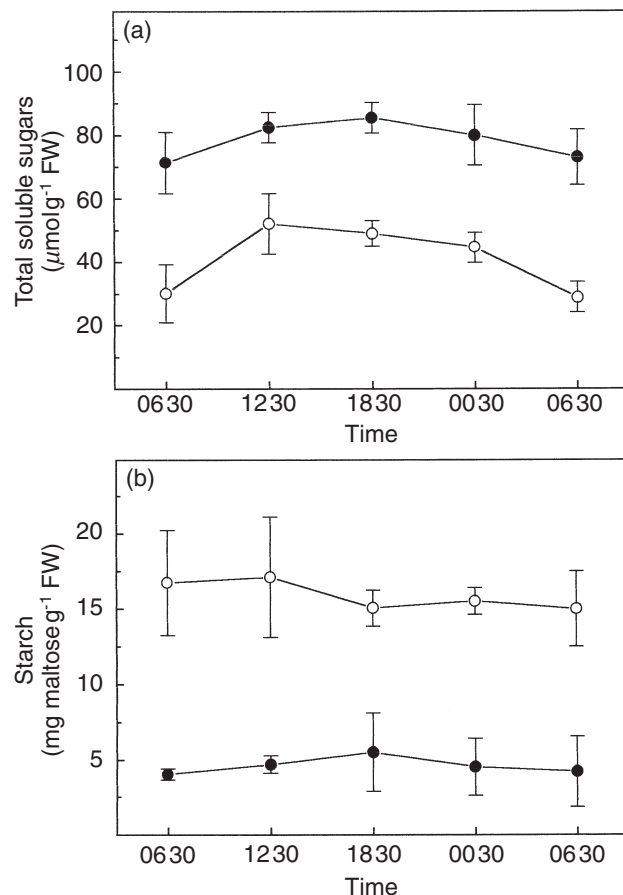 (a)
100
80
60
40
20
Total soluble sugars
(μmolg⁻¹ FW)
0630 1230 1830 0030 0630
Time
(b)
20
15
10
5
Starch
(mg maltose g⁻¹ FW)
0630 1230 1830 0030 0630
Time